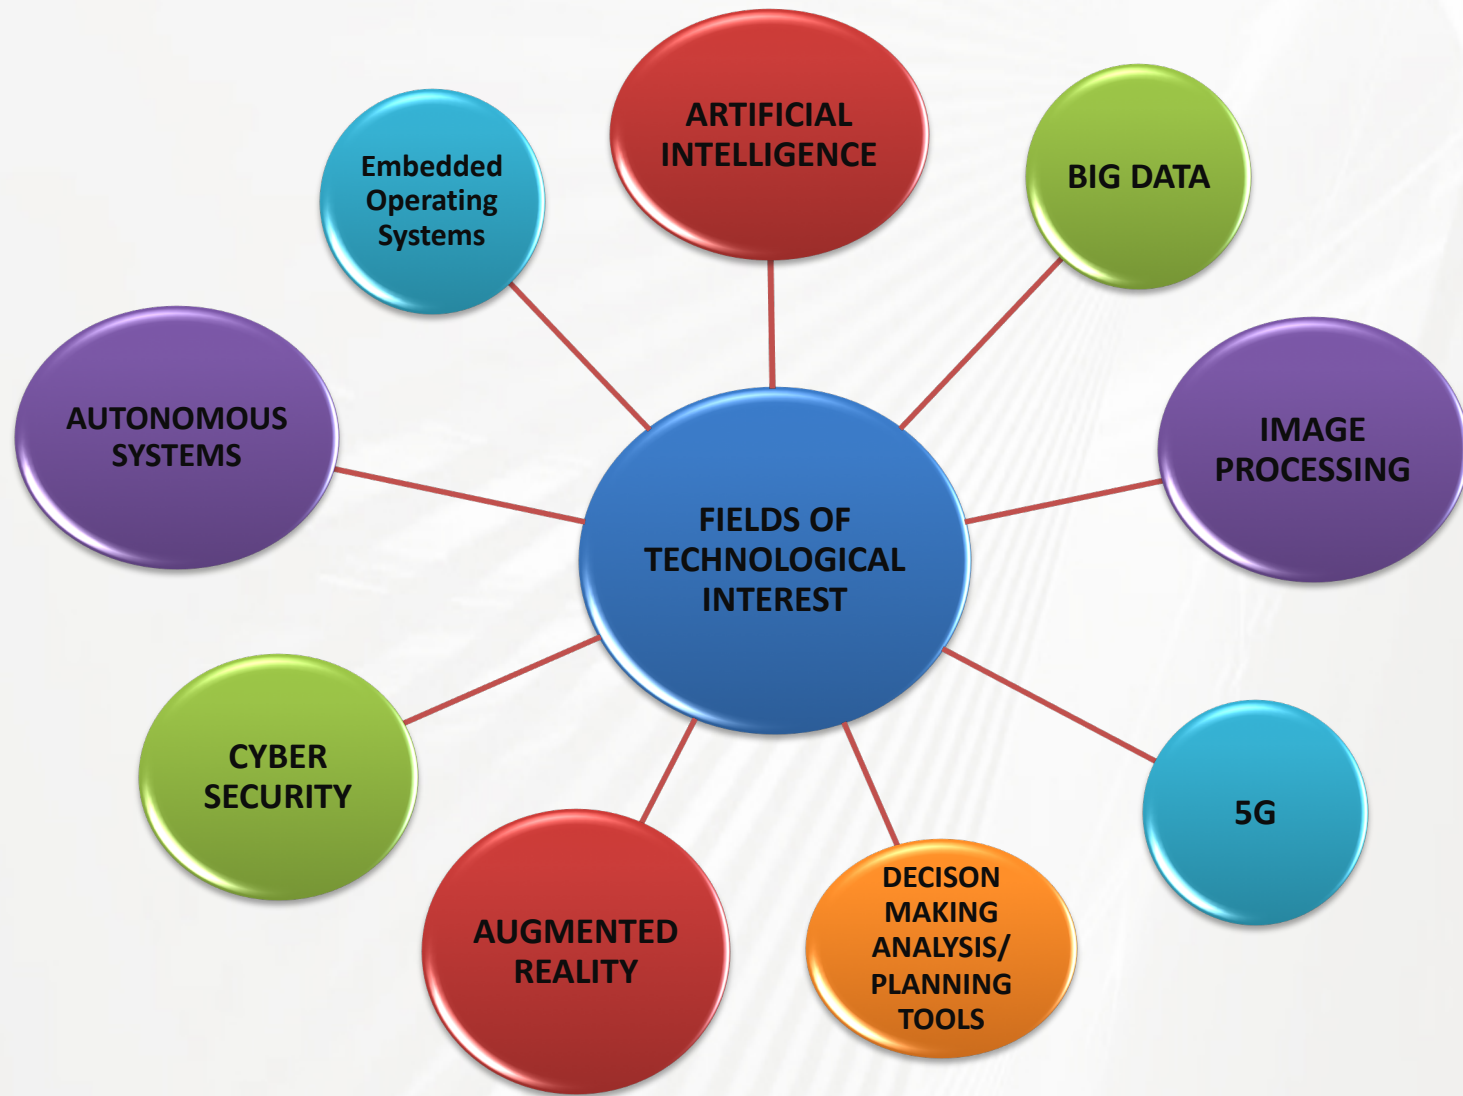 ARTIFICIAL
INTELLIGENCE
BIG DATA
Embedded
Operating
Systems
AUTONOMOUS
SYSTEMS
IMAGE
PROCESSING
FIELDS OF
TECHNOLOGICAL
INTEREST
CYBER
SECURITY
5G
AUGMENTED
REALITY
DECISON
MAKING
ANALYSIS/
PLANNING
TOOLS